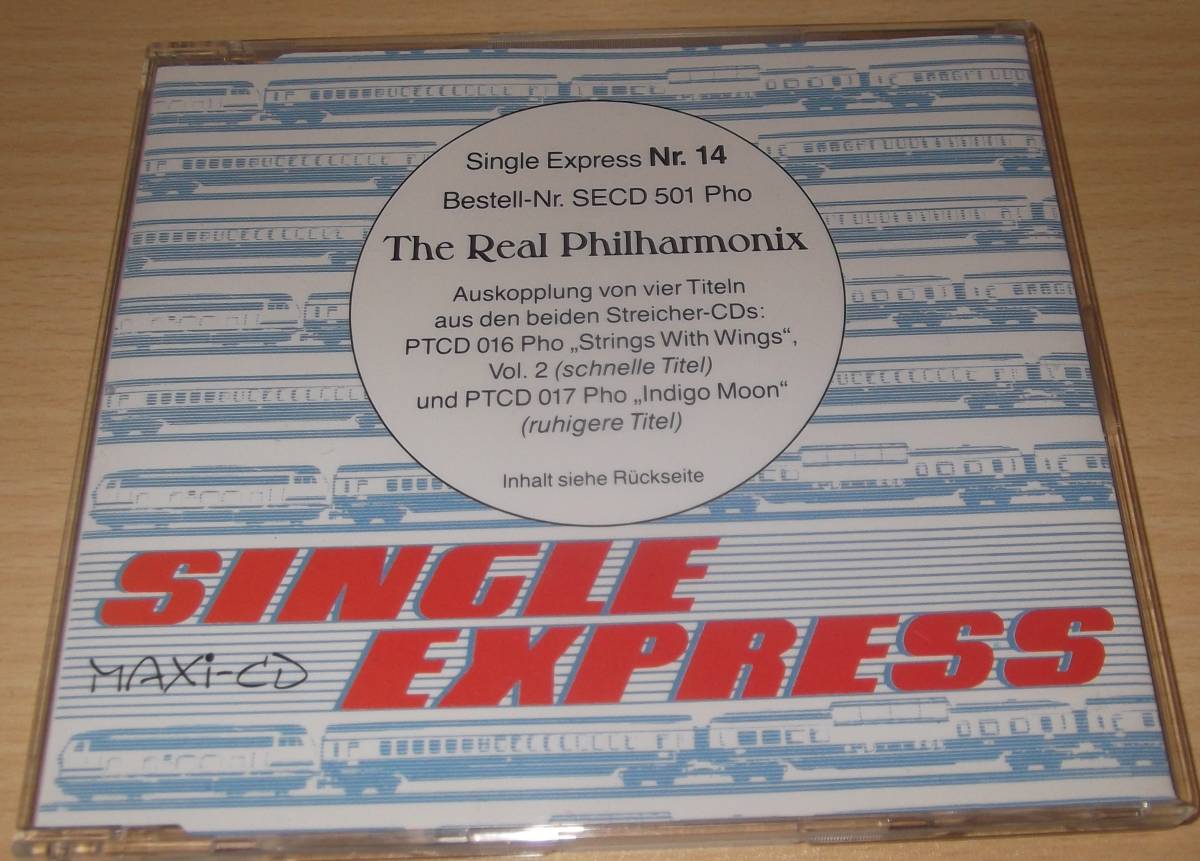 Single Express Nr. 14
Bestell-Nr. SECD 501 Pho
The Real Philharmonix
Auskopplung von vier Titeln
aus den beiden Streicher-CDs:
PTCD 016 Pho „Strings With Wings“,
Vol. 2 (schnelle Titel)
und PTCD 017 Pho „Indigo Moon“
(ruhigere Titel)
Inhalt siehe Rückseite
SINGLE
MAXi-CD EXPRESS